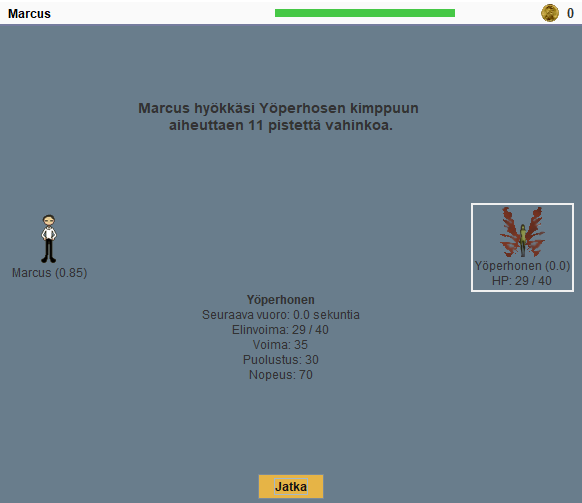 Marcus
0
Marcus hyökkäsi Yöperhosen kimppuun
aiheuttaen 11 pistettä vahinkoa.
Marcus (0.85)
Yöperhonen (0.0)
HP: 29 / 40
Yöperhonen
Seuraava vuoro: 0.0 sekuntia
Elinvoima: 29 / 40
Voima: 35
Puolustus: 30
Nopeus: 70
Jatka